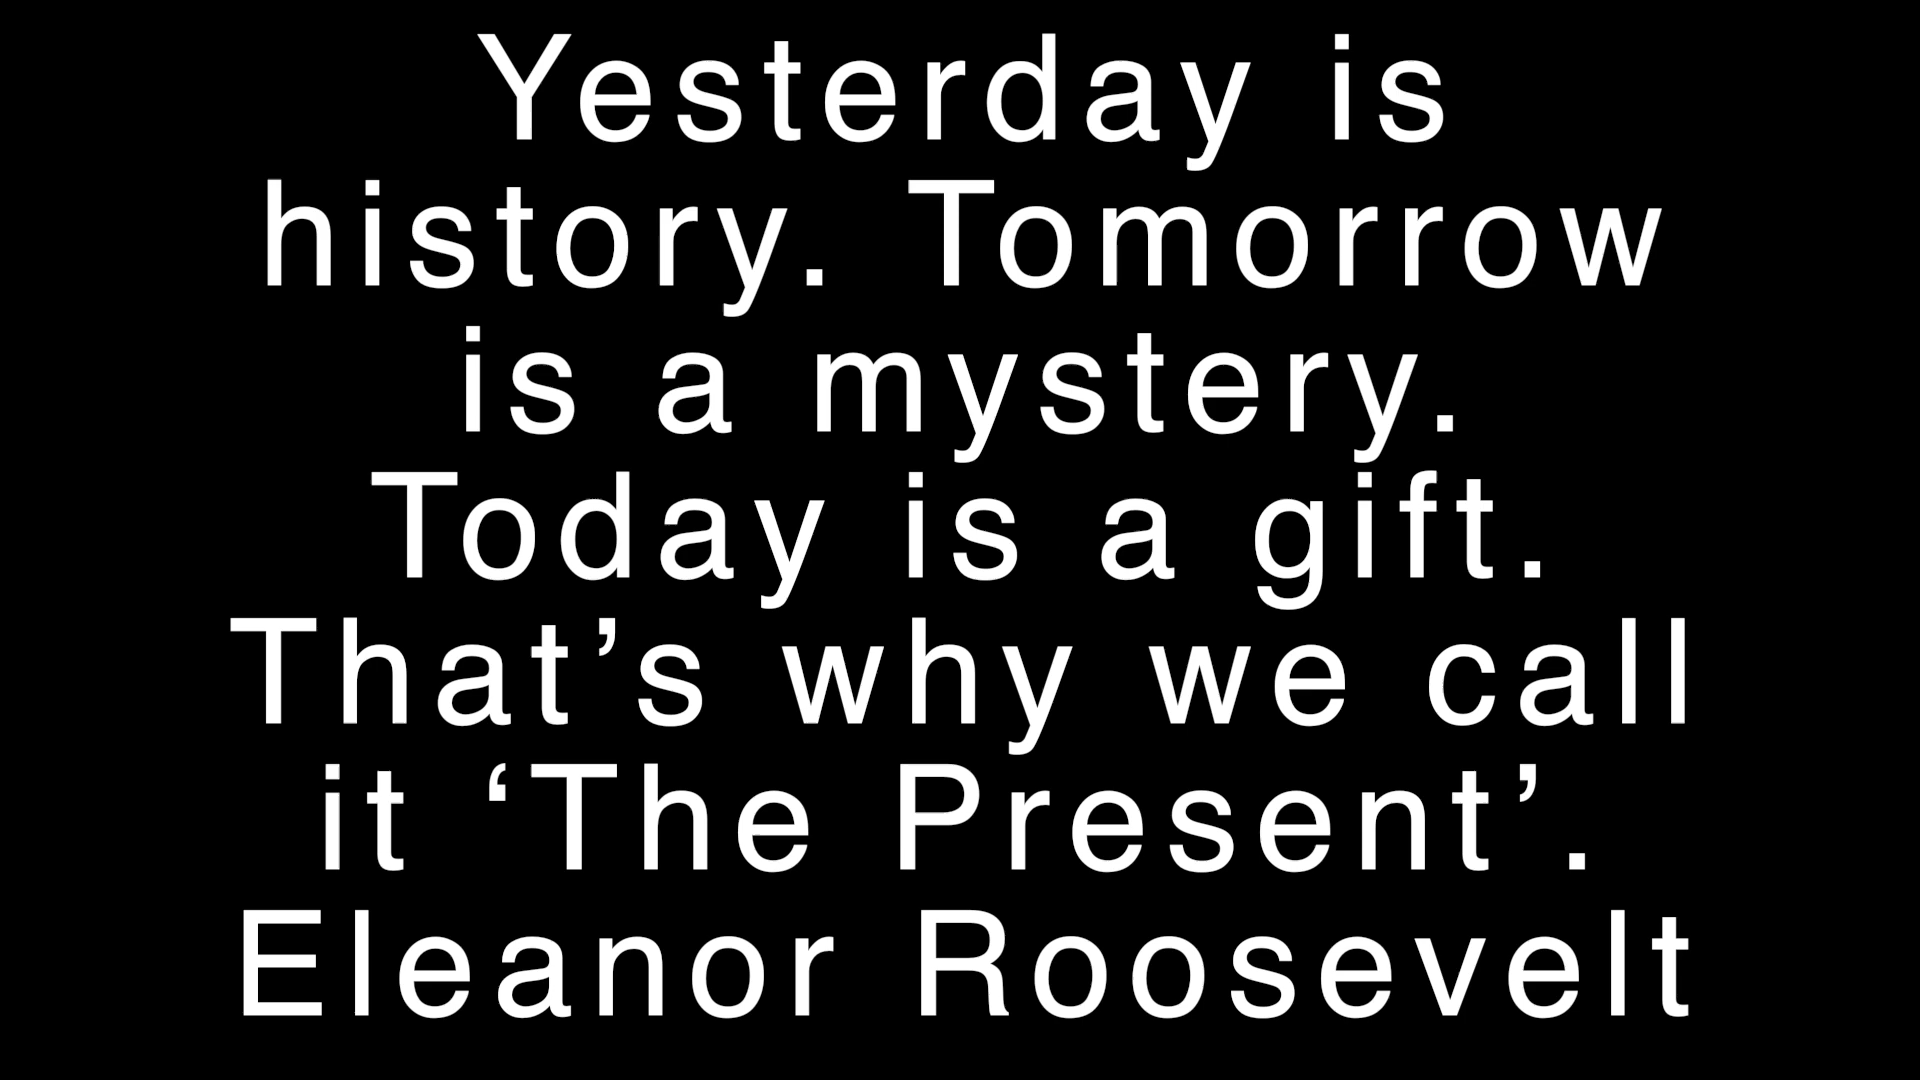 Yesterday is
history. Tomorrow
is a mystery.
Today is a gift.
That’s why we call
it ‘The Present’.
Eleanor Roosevelt